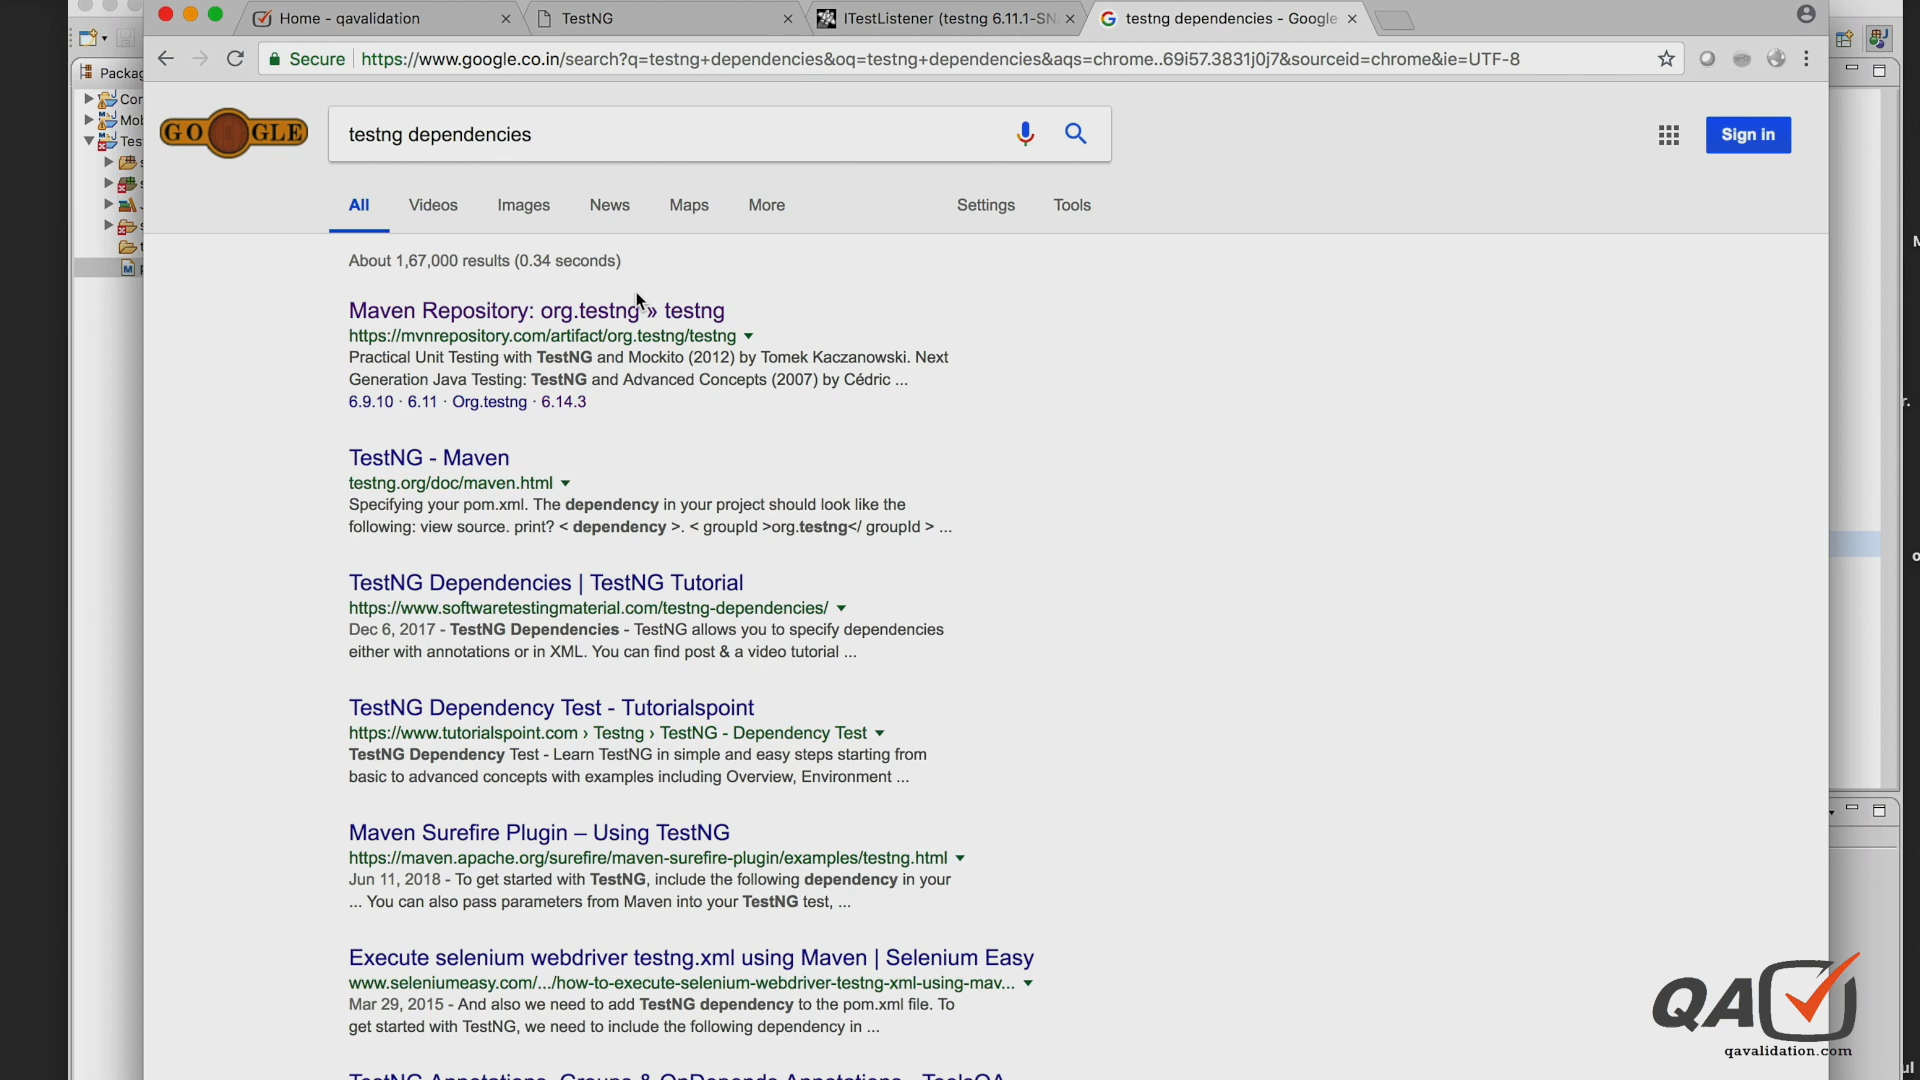 Home - qavalidation
TestNG
ITestListener (testng 6.11.1-SN
testng dependencies - Google
Secure https://www.google.co.in/search?q=testng+dependencies&oq=testng+dependencies&aqs=chrome..69i57.3831j0j7&sourceid=chrome&ie=UTF-8
Packag
Cor
Mob
Tes
GOOGLE
testng dependencies
Sign in
All Videos Images News Maps More Settings Tools
About 1,67,000 results (0.34 seconds)
Maven Repository: org.testng » testng
https://mvnrepository.com/artifact/org.testng/testng
Practical Unit Testing with TestNG and Mockito (2012) by Tomek Kaczanowski. Next
Generation Java Testing: TestNG and Advanced Concepts (2007) by Cédric ...
6.9.10 · 6.11 · Org.testng · 6.14.3
TestNG - Maven
testng.org/doc/maven.html
Specifying your pom.xml. The dependency in your project should look like the
following: view source. print? < dependency >. < groupId >org.testng</ groupId > ...
TestNG Dependencies | TestNG Tutorial
https://www.softwaretestingmaterial.com/testng-dependencies/
Dec 6, 2017 - TestNG Dependencies - TestNG allows you to specify dependencies
either with annotations or in XML. You can find post & a video tutorial ...
TestNG Dependency Test - Tutorialspoint
https://www.tutorialspoint.com › Testng › TestNG - Dependency Test
TestNG Dependency Test - Learn TestNG in simple and easy steps starting from
basic to advanced concepts with examples including Overview, Environment ...
Maven Surefire Plugin – Using TestNG
https://maven.apache.org/surefire/maven-surefire-plugin/examples/testng.html
Jun 11, 2018 - To get started with TestNG, include the following dependency in your
... You can also pass parameters from Maven into your TestNG test, ...
Execute selenium webdriver testng.xml using Maven | Selenium Easy
www.seleniumeasy.com/.../how-to-execute-selenium-webdriver-testng-xml-using-mav...
Mar 29, 2015 - And also we need to add TestNG dependency to the pom.xml file. To
get started with TestNG, we need to include the following dependency in ...
TestNG Annotations, Groups & OnDepends Annotations - ToolsQA
QA
qavalidation.com